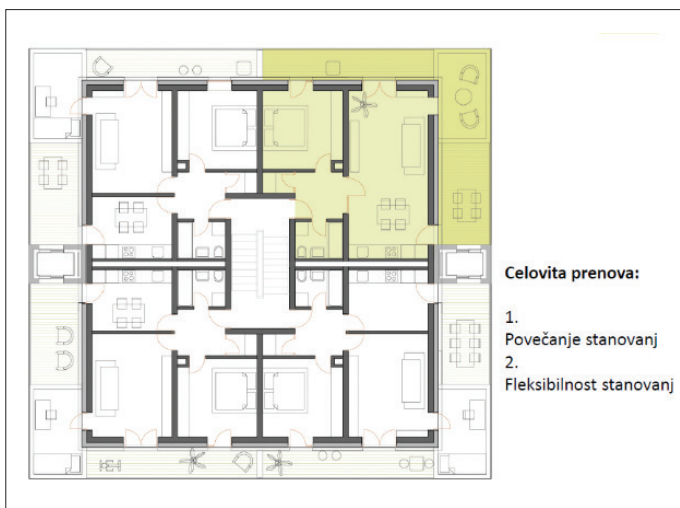 Celovita prenova:
1.
Povečanje stanovanj
2.
Fleksibilnost stanovanj